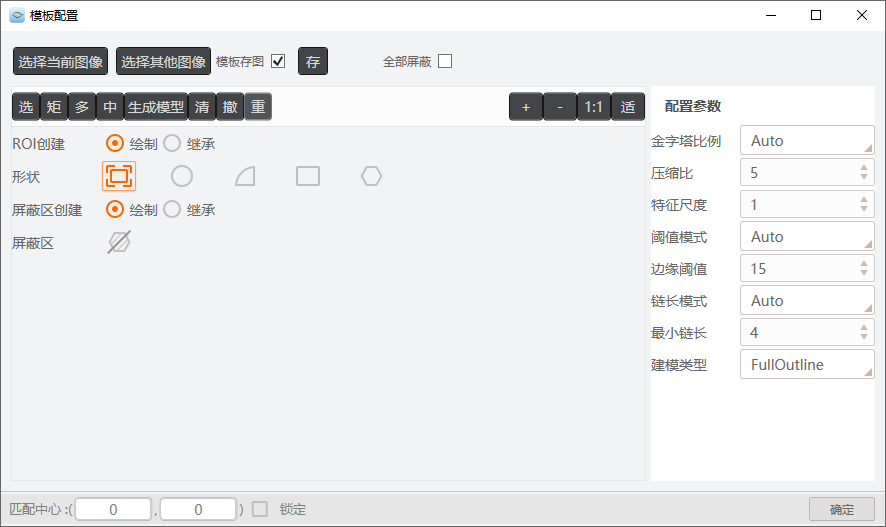 模板配置
选择当前图像 选择其他图像 模板存图 存 全部屏蔽
选 矩 多 中 生成模型 清 撤 重 + - 1:1 适
ROI创建 绘制 继承
形状
屏蔽区创建 绘制 继承
屏蔽区
配置参数
金字塔比例 Auto
压缩比 5
特征尺度 1
阈值模式 Auto
边缘阈值 15
链长模式 Auto
最小链长 4
建模类型 FullOutline
匹配中心 :( 0 , 0 ) 锁定 确定